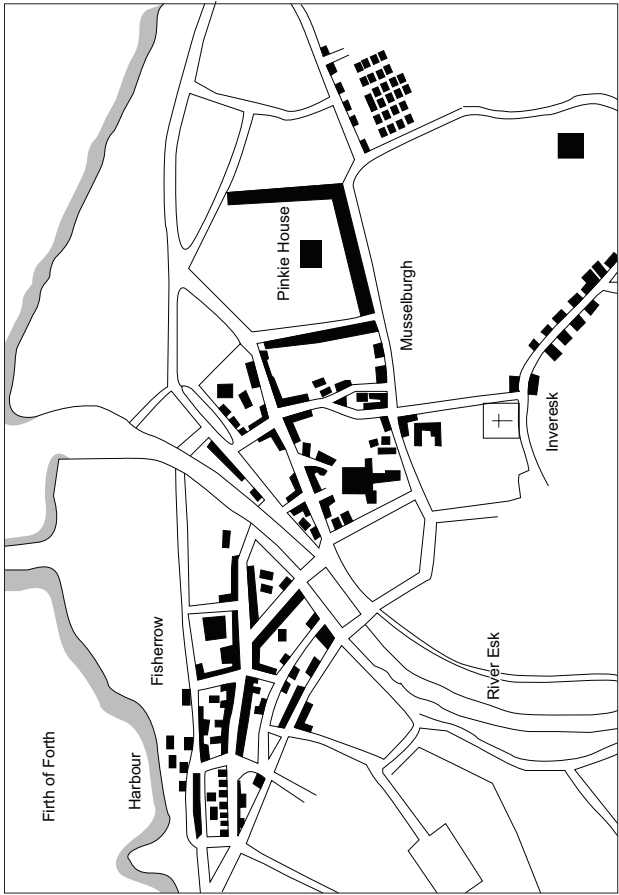 Firth of Forth
Harbour
Fisherrow
River Esk
Pinkie House
Musselburgh
Inveresk